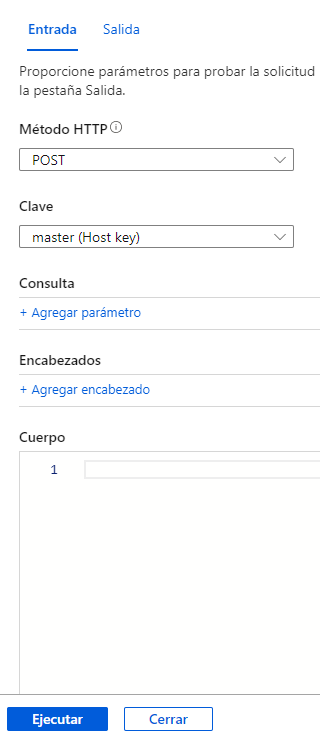 Entrada Salida
Proporcione parámetros para probar la solicitud
la pestaña Salida.
Método HTTP
POST
Clave
master (Host key)
Consulta
+ Agregar parámetro
Encabezados
+ Agregar encabezado
Cuerpo
1
Ejecutar Cerrar